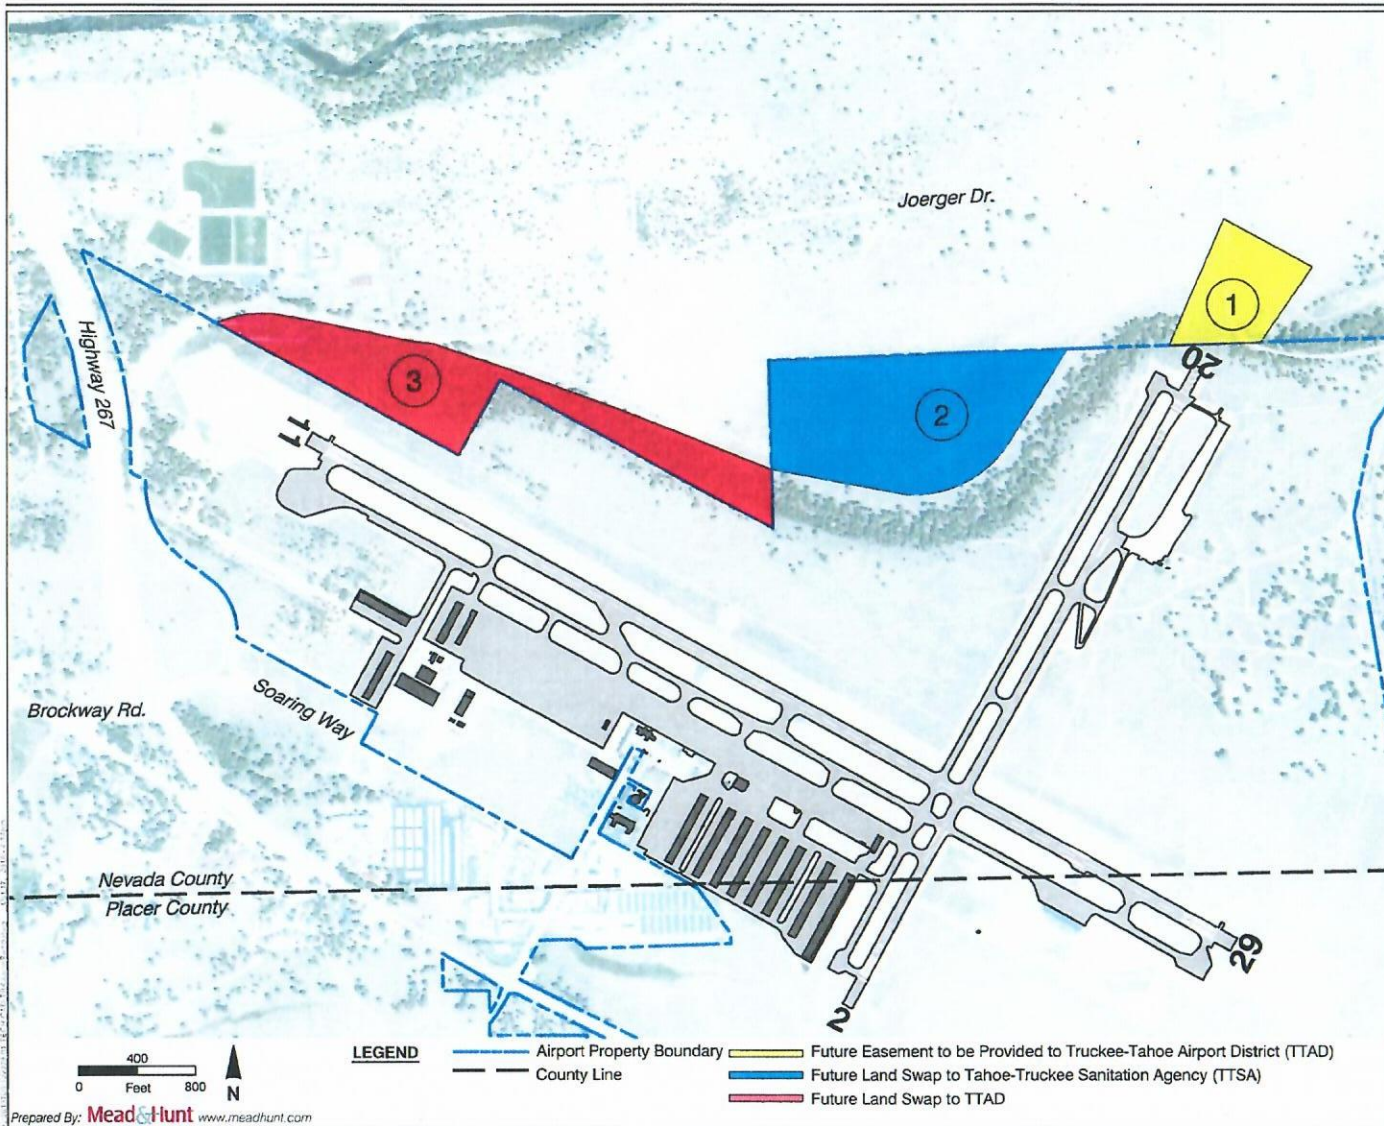 Joerger Dr.
1
20
Highway 267
3
2
11
Brockway Rd.
Soaring Way
Nevada County
Placer County
29
2
LEGEND
Airport Property Boundary
County Line
Future Easement to be Provided to Truckee-Tahoe Airport District (TTAD)
Future Land Swap to Tahoe-Truckee Sanitation Agency (TTSA)
Future Land Swap to TTAD
400
0 Feet 800
N
Prepared By: Mead&Hunt www.meadhunt.com